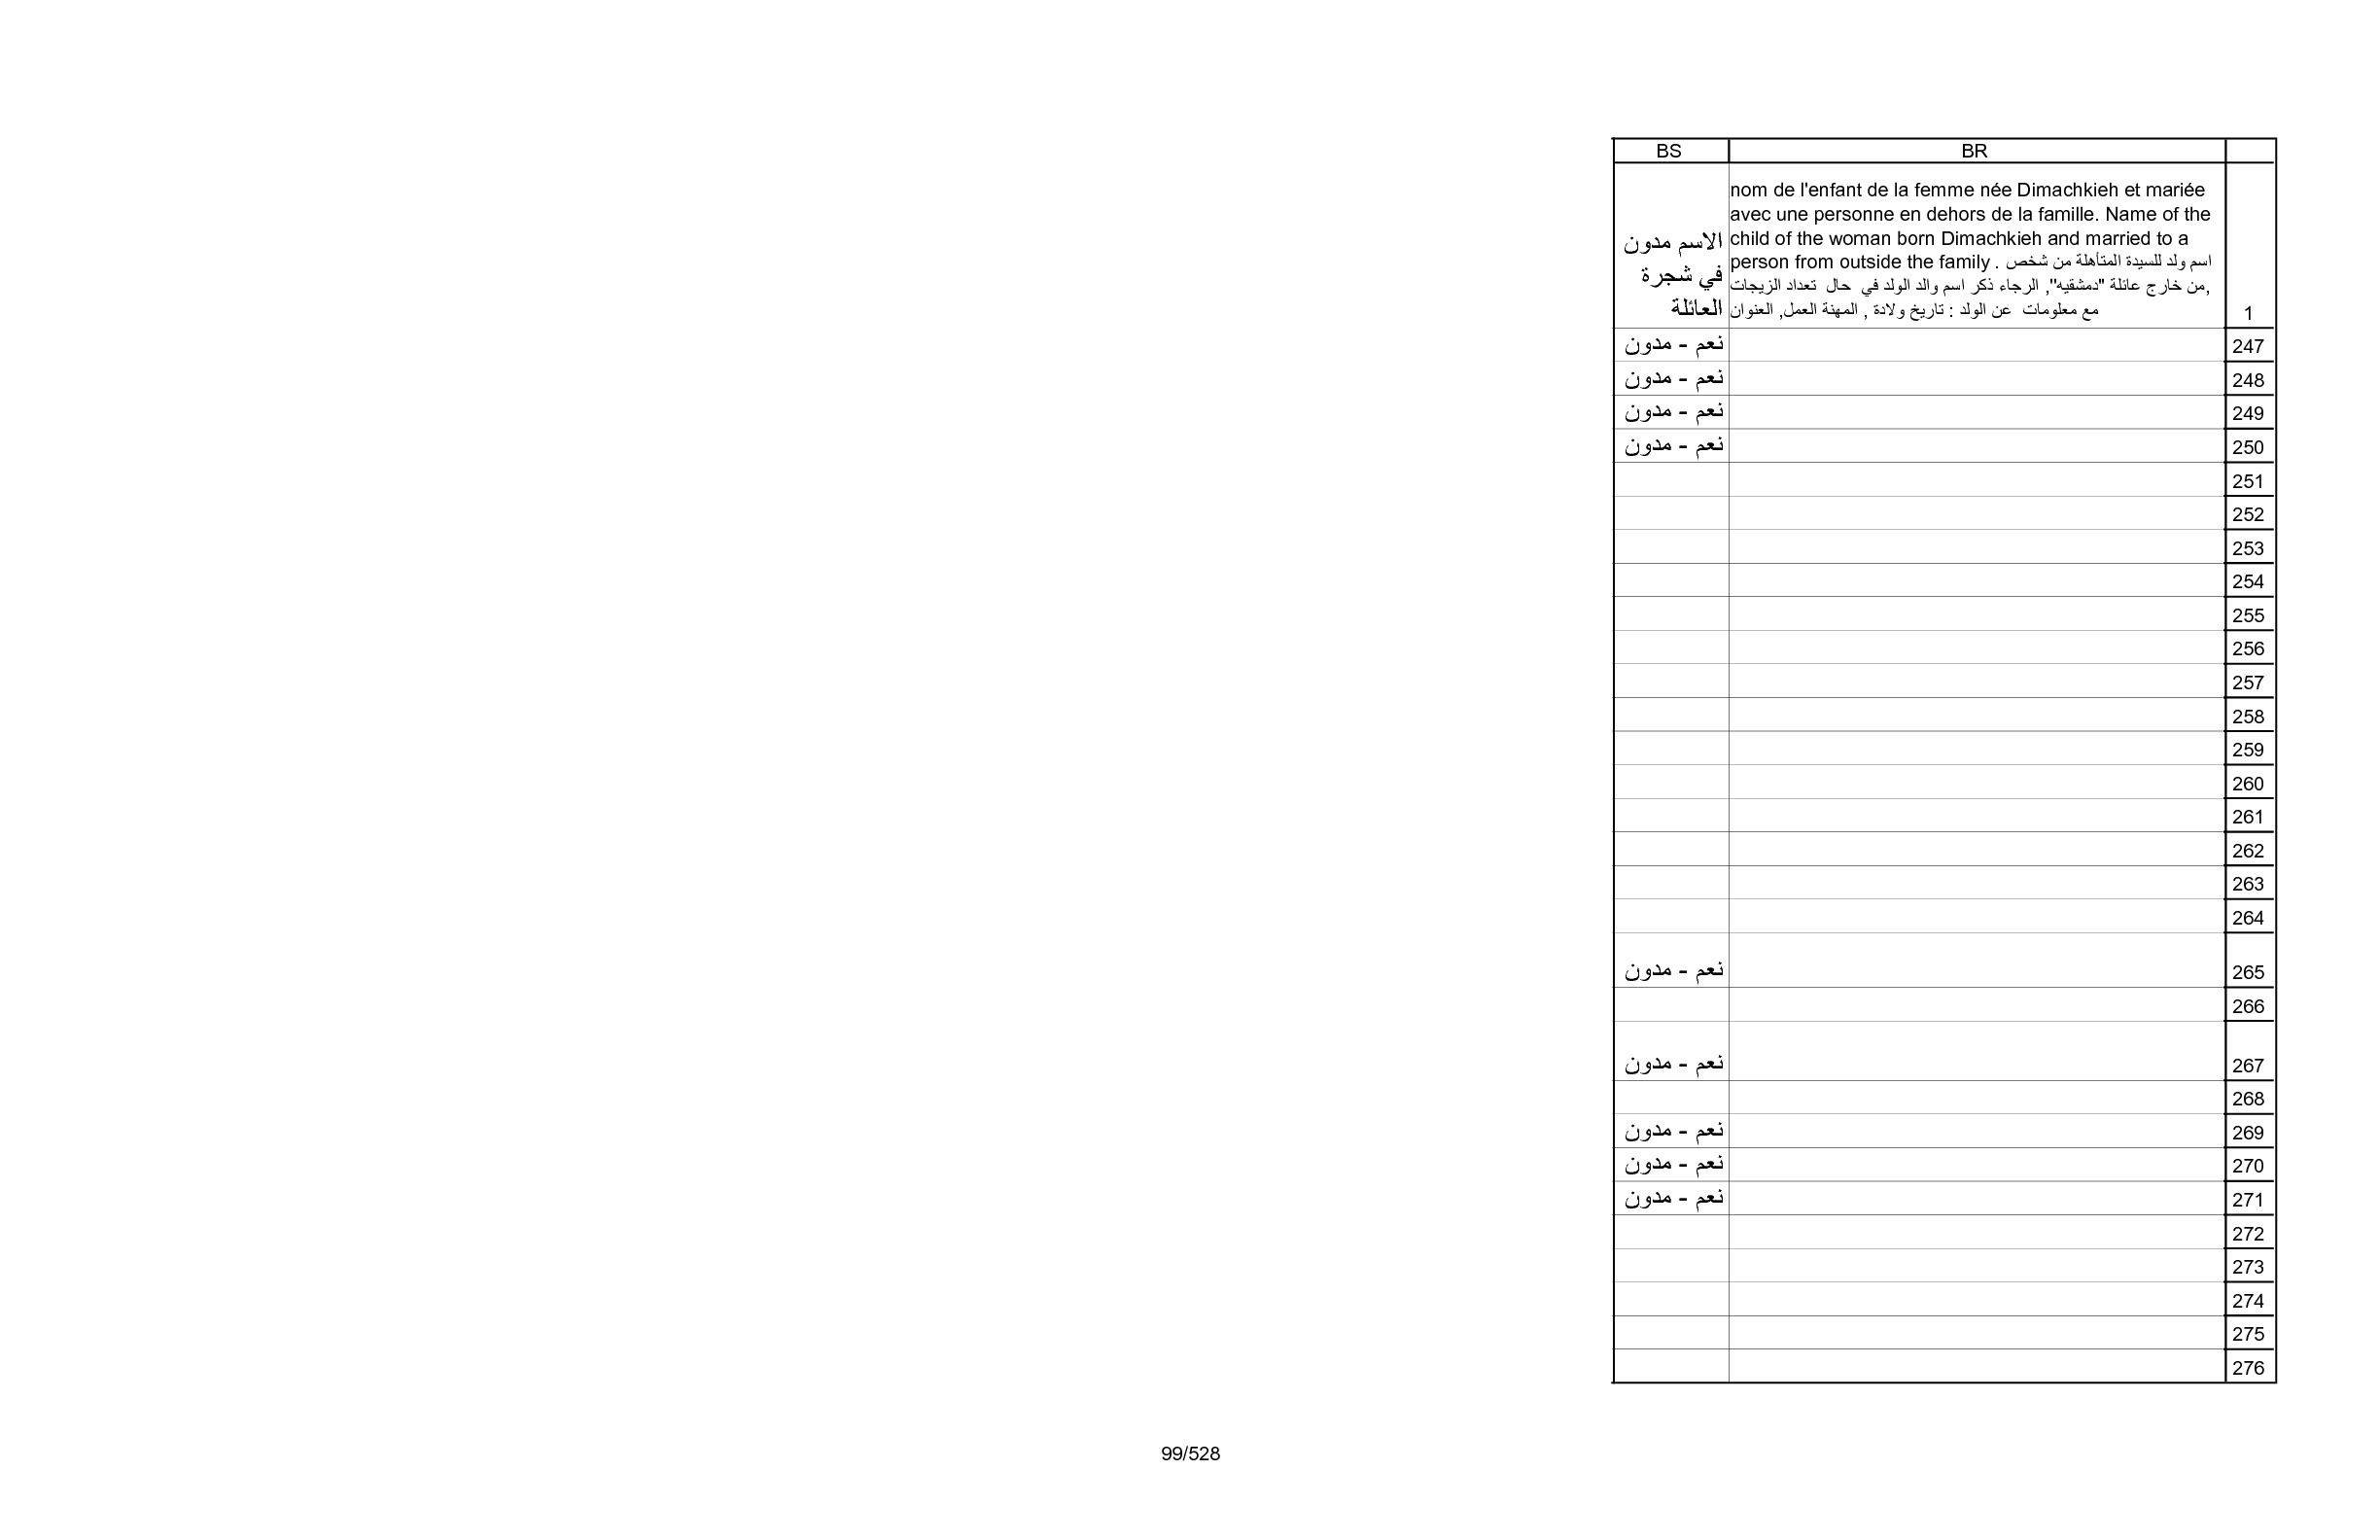 BS BR
nom de l'enfant de la femme née Dimachkieh et mariée
avec une personne en dehors de la famille. Name of the
child of the woman born Dimachkieh and married to a
person from outside the family . اسم ولد للسيدة المتأهلة من شخص
من خارج عائلة "دمشقيه", الرجاء ذكر اسم والد الولد في حال تعداد الزيجات,
مع معلومات عن الولد : تاريخ ولادة , المهنة العمل, العنوان
الاسم مدون
في شجرة
العائلة
1
247 نعم - مدون
248 نعم - مدون
249 نعم - مدون
250 نعم - مدون
251
252
253
254
255
256
257
258
259
260
261
262
263
264
265 نعم - مدون
266
267 نعم - مدون
268
269 نعم - مدون
270 نعم - مدون
271 نعم - مدون
272
273
274
275
276
99/528